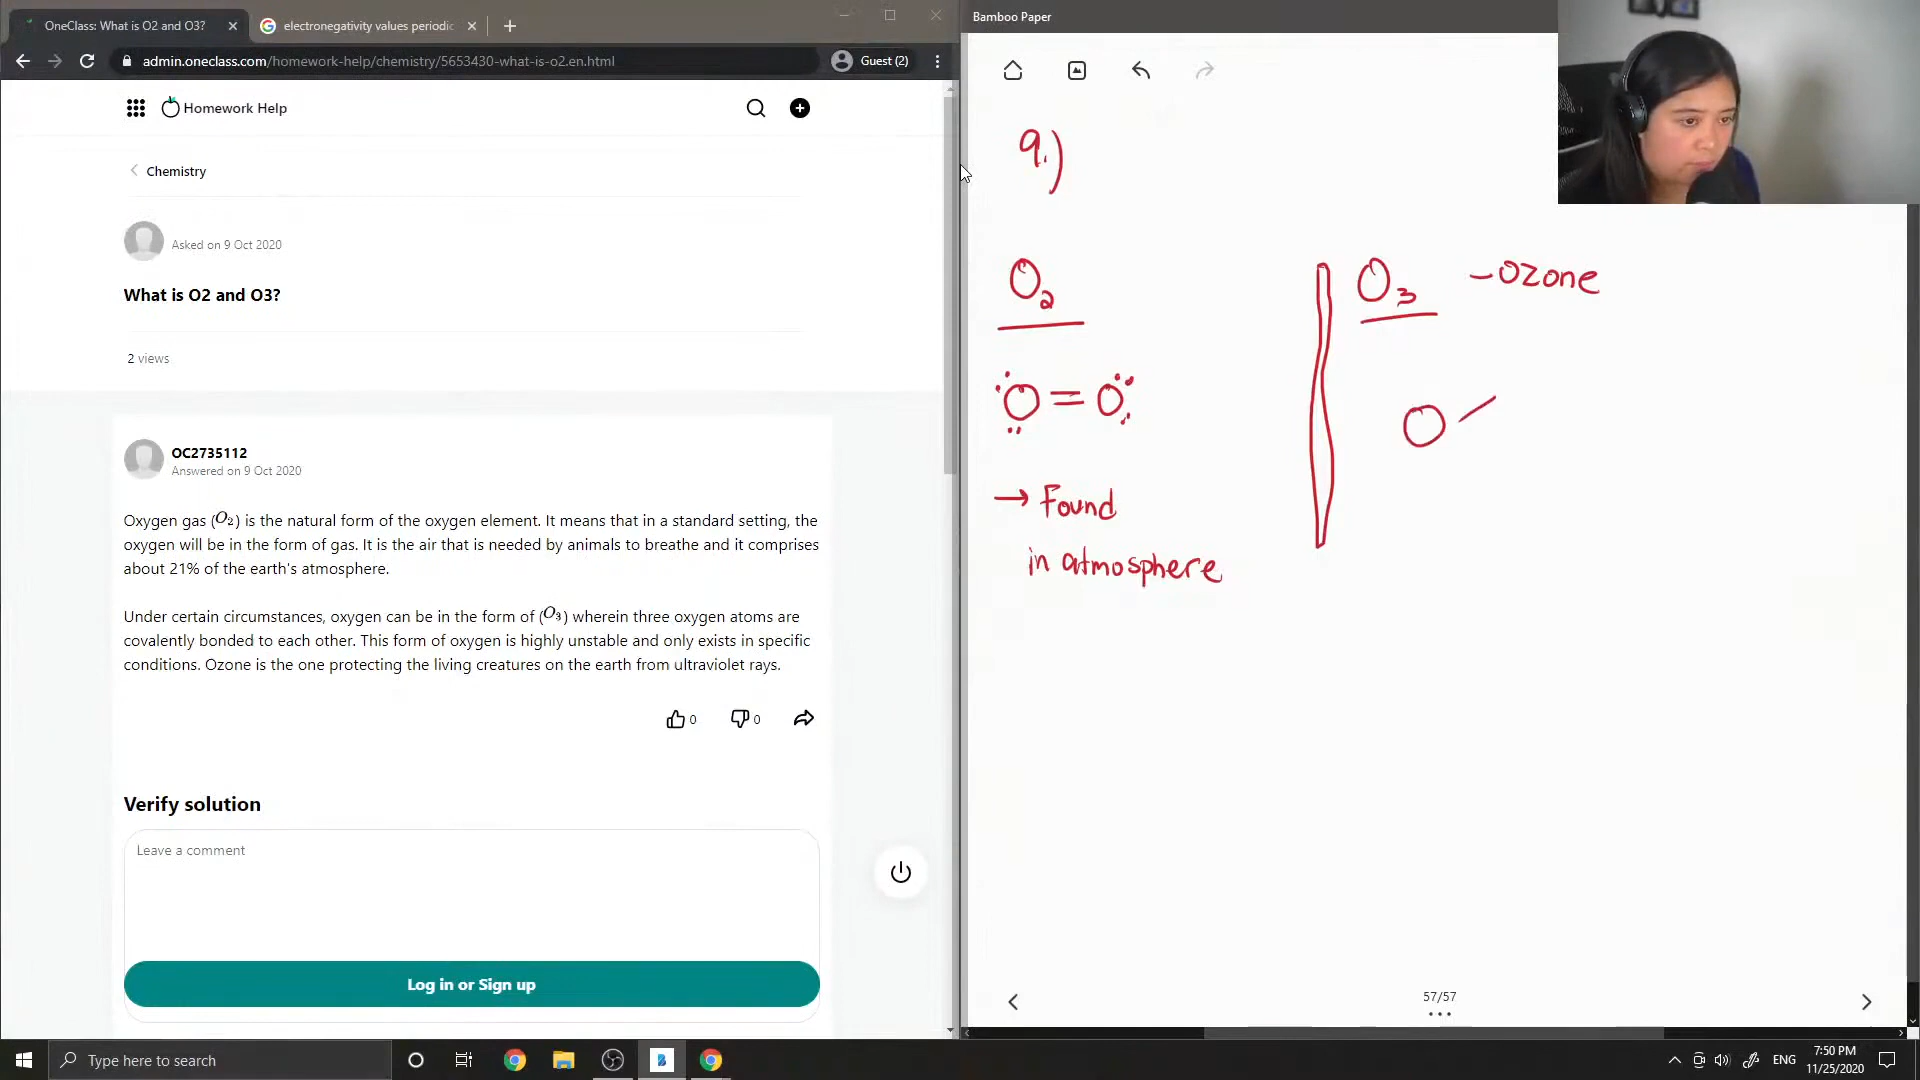 OneClass: What is O2 and O3?
electronegativity values periodic
Bamboo Paper
admin.oneclass.com/homework-help/chemistry/5653430-what-is-o2.en.html
Guest (2)
Homework Help
Chemistry
Asked on 9 Oct 2020
What is O2 and O3?
2 views
OC2735112
Answered on 9 Oct 2020
Oxygen gas (O₂) is the natural form of the oxygen element. It means that in a standard setting, the
oxygen will be in the form of gas. It is the air that is needed by animals to breathe and it comprises
about 21% of the earth's atmosphere.
Under certain circumstances, oxygen can be in the form of (O₃) wherein three oxygen atoms are
covalently bonded to each other. This form of oxygen is highly unstable and only exists in specific
conditions. Ozone is the one protecting the living creatures on the earth from ultraviolet rays.
0
0
Verify solution
Leave a comment
Log in or Sign up
9.)
O₂
O₃ - Ozone
O = O
O
→ Found
in atmosphere
57/57
Type here to search
ENG
7:50 PM
11/25/2020